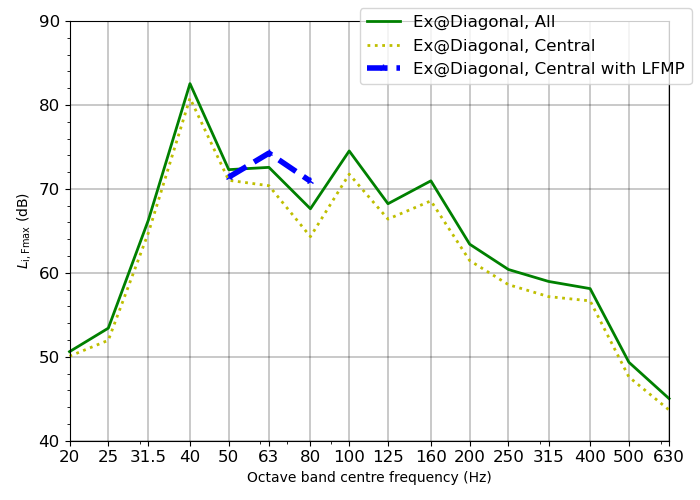 Ex@Diagonal, All
Ex@Diagonal, Central
Ex@Diagonal, Central with LFMP
90
80
70
60
50
40
L_{i,Fmax} (dB)
20 25 31.5 40 50 63 80 100 125 160 200 250 315 400 500 630
Octave band centre frequency (Hz)